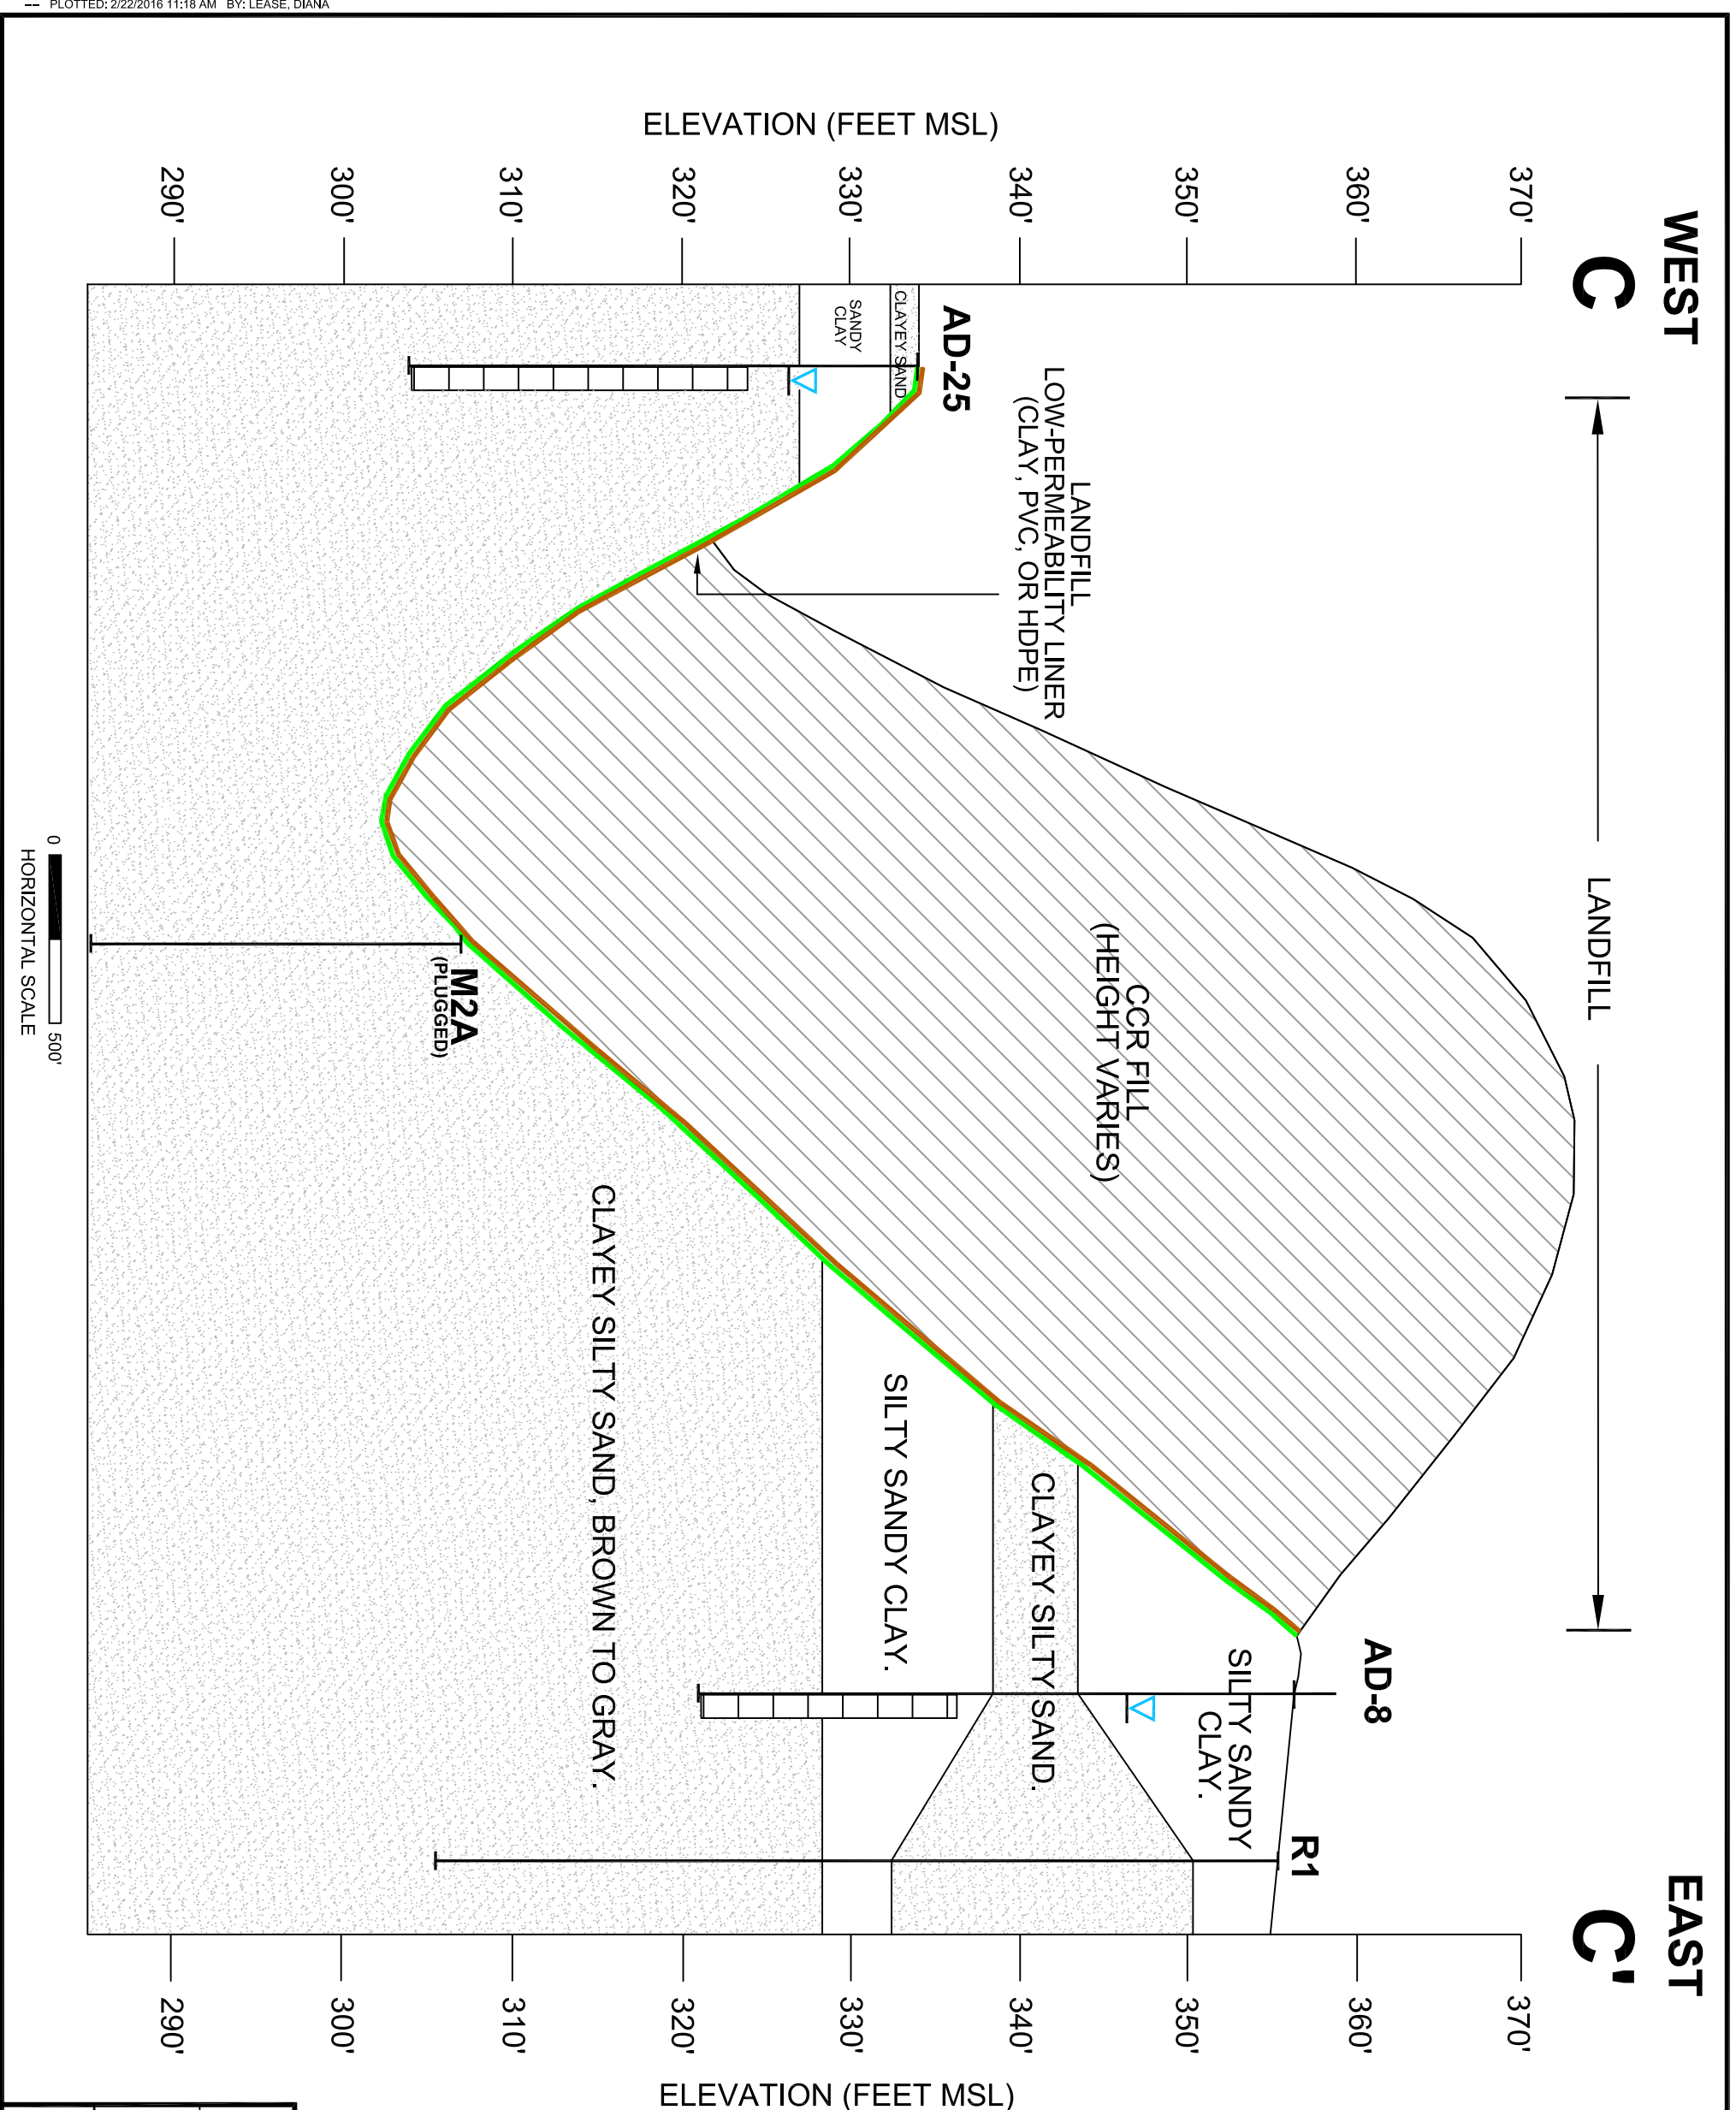 -- PLOTTED: 2/22/2016 11:18 AM BY: LEASE, DIANA
WEST
C
EAST
C'
LANDFILL
ELEVATION (FEET MSL)
370'
360'
350'
340'
330'
320'
310'
300'
290'
AD-25
CLAYEY SAND
SANDY
CLAY
LANDFILL
LOW-PERMEABILITY LINER
(CLAY, PVC, OR HDPE)
CCR FILL
(HEIGHT VARIES)
M2A
(PLUGGED)
AD-8
R1
SILTY SANDY
CLAY.
CLAYEY SILTY SAND.
SILTY SANDY CLAY.
CLAYEY SILTY SAND, BROWN TO GRAY.
370'
360'
350'
340'
330'
320'
310'
300'
290'
ELEVATION (FEET MSL)
0
500'
HORIZONTAL SCALE